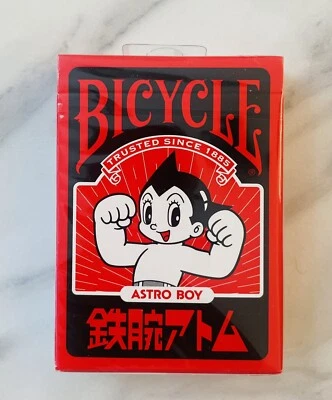 BICYCLE
TRUSTED SINCE 1885
ASTRO BOY
鉄腕アトム